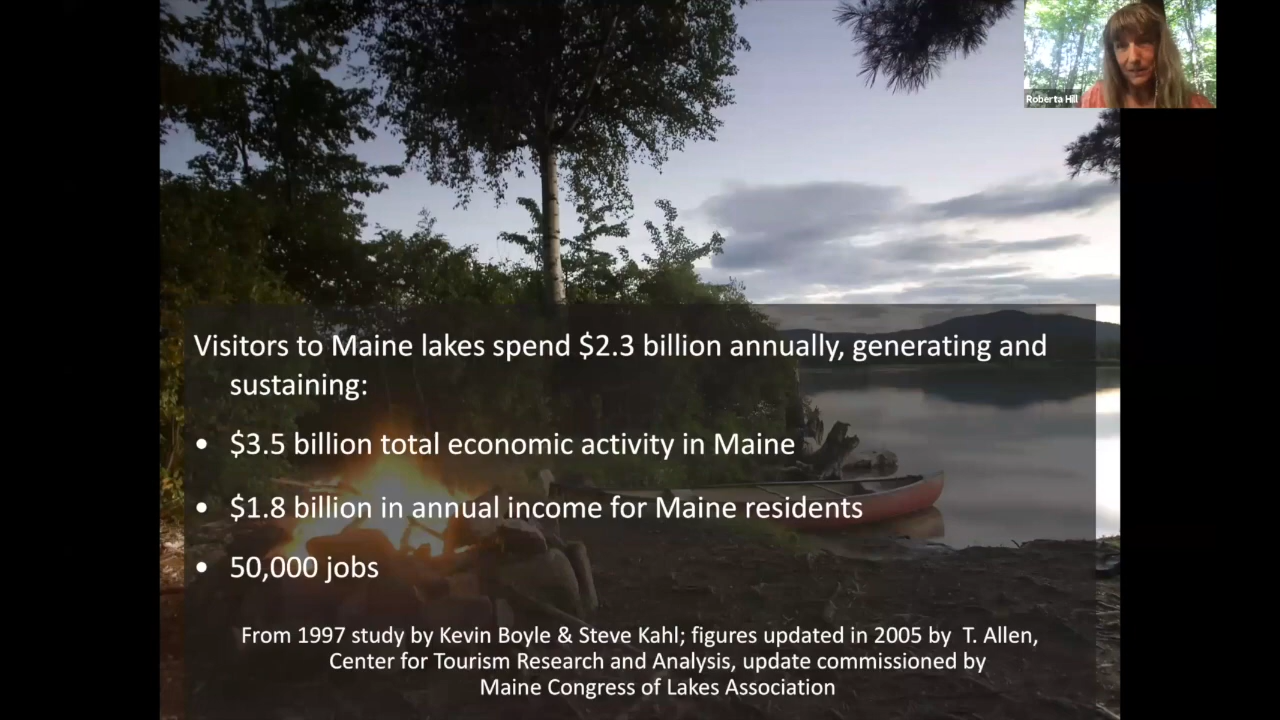 Roberta Hill
Visitors to Maine lakes spend $2.3 billion annually, generating and
sustaining:
• $3.5 billion total economic activity in Maine
• $1.8 billion in annual income for Maine residents
• 50,000 jobs
From 1997 study by Kevin Boyle & Steve Kahl; figures updated in 2005 by T. Allen,
Center for Tourism Research and Analysis, update commissioned by
Maine Congress of Lakes Association